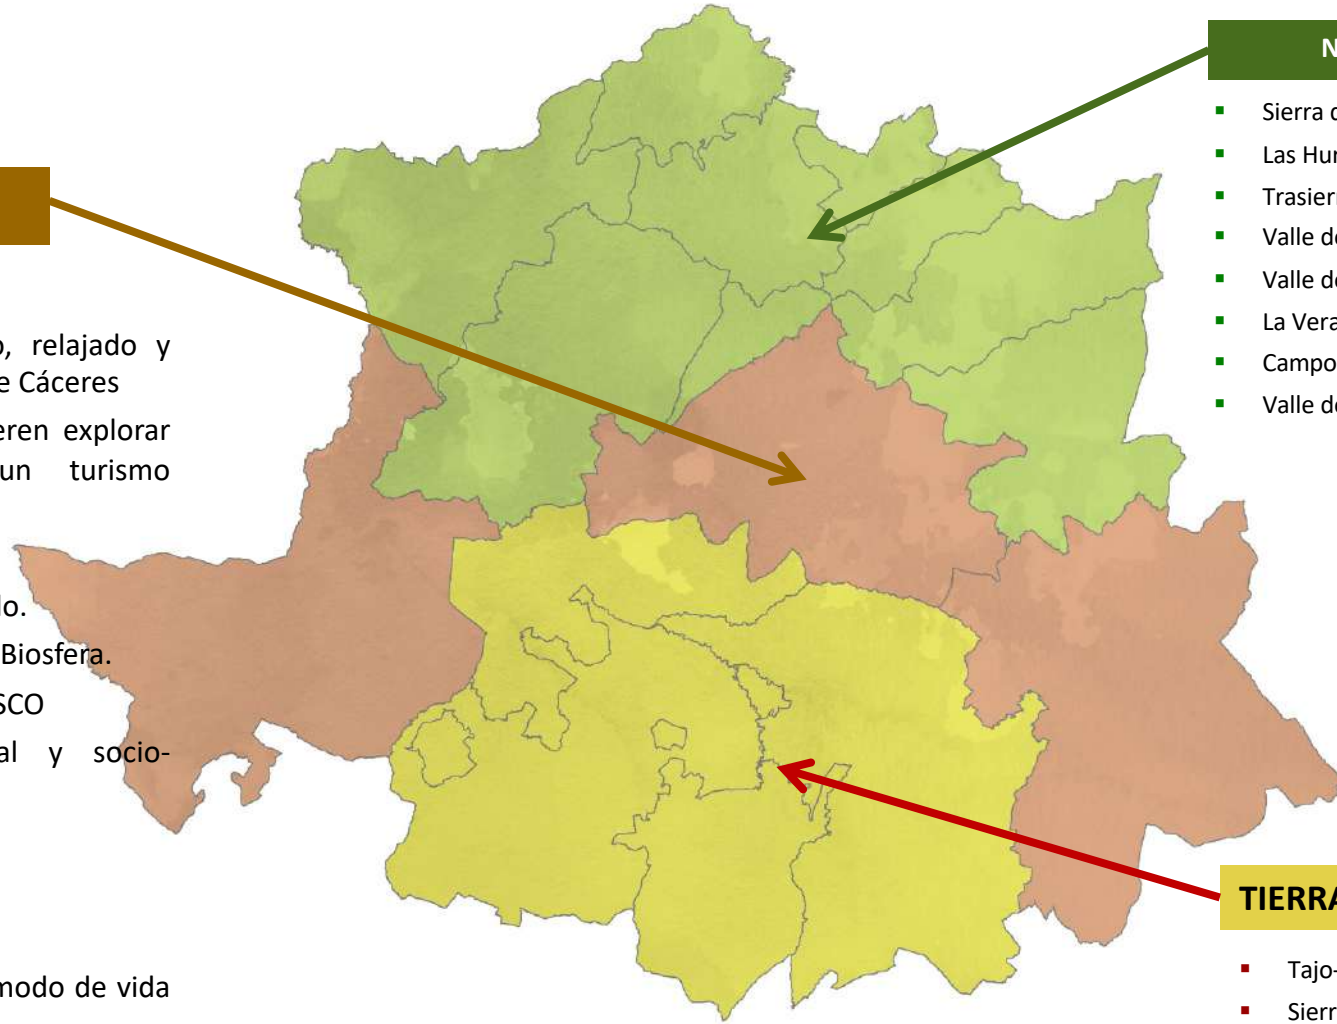 o, relajado y
e Cáceres
eren explorar
un turismo
lo.
Biosfera.
SCO
al y socio-
modo de vida
N
Sierra d
Las Hur
Trasierr
Valle de
Valle de
La Vera
Campo
Valle de
TIERRA
Tajo-
Sierr